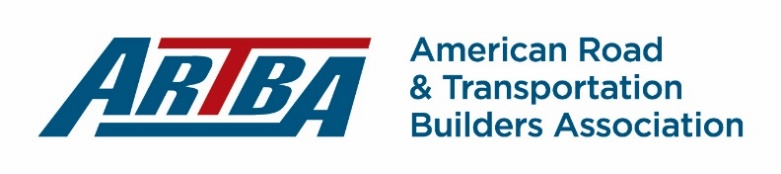 ARTBA
American Road
& Transportation
Builders Association